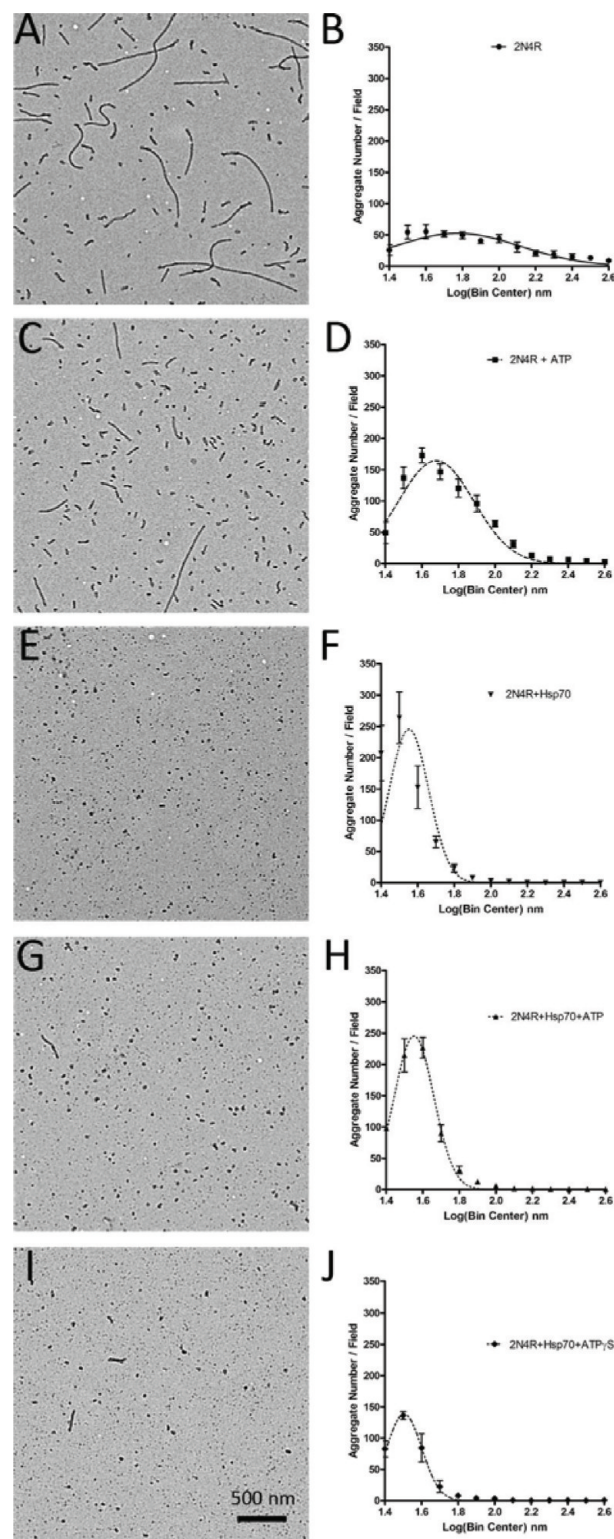 A
B
2N4R
350
300
250
200
150
100
50
0
Aggregate Number / Field
1.4 1.6 1.8 2.0 2.2 2.4 2.6
Log(Bin Center) nm
C
D
2N4R + ATP
350
300
250
200
150
100
50
0
Aggregate Number / Field
1.4 1.6 1.8 2.0 2.2 2.4 2.6
Log(Bin Center) nm
E
F
2N4R+Hsp70
350
300
250
200
150
100
50
0
Aggregate Number / Field
1.4 1.6 1.8 2.0 2.2 2.4 2.6
Log(Bin Center) nm
G
H
2N4R+Hsp70+ATP
350
300
250
200
150
100
50
0
Aggregate Number / Field
1.4 1.6 1.8 2.0 2.2 2.4 2.6
Log(Bin Center) nm
I
J
2N4R+Hsp70+ATPγS
350
300
250
200
150
100
50
0
Aggregate Number / Field
1.4 1.6 1.8 2.0 2.2 2.4 2.6
Log(Bin Center) nm
500 nm